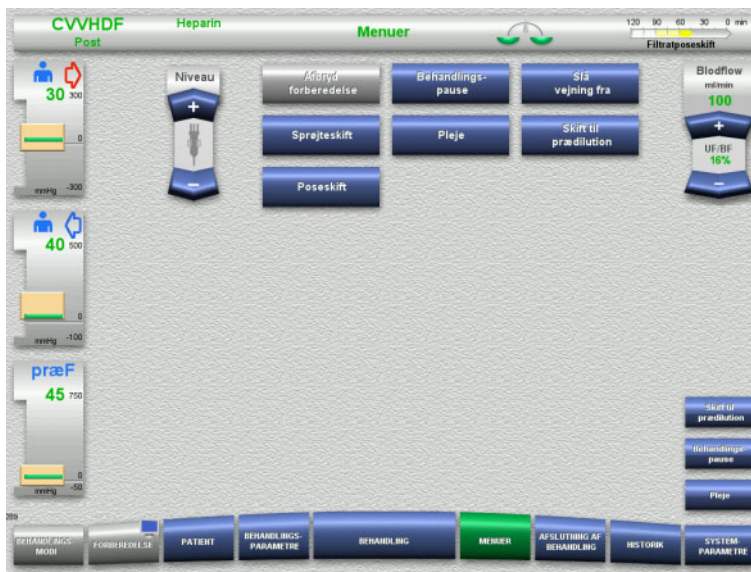 CVVHDF
Post
Heparin
Menuer
120 90 60 30 0 min
Filtratposeskift
30
300
0
mmHg
-300
40
500
0
mmHg
-100
præF
45
750
0
mmHg
-50
Niveau
+
−
Afbryd
forberedelse
Behandlings-
pause
Slå
vejning fra
Sprøjteskift
Pleje
Skift til
prædilution
Poseskift
Blodflow
ml/min
100
+
UF/BF
16%
−
Skift til
prædilution
Behandlings-
pause
Pleje
269
BEHANDLINGS-
MODI
FORBEREDELSE
PATIENT
BEHANDLINGS-
PARAMETRE
BEHANDLING
MENUER
AFSLUTNING AF
BEHANDLING
HISTORIK
SYSTEM-
PARAMETRE